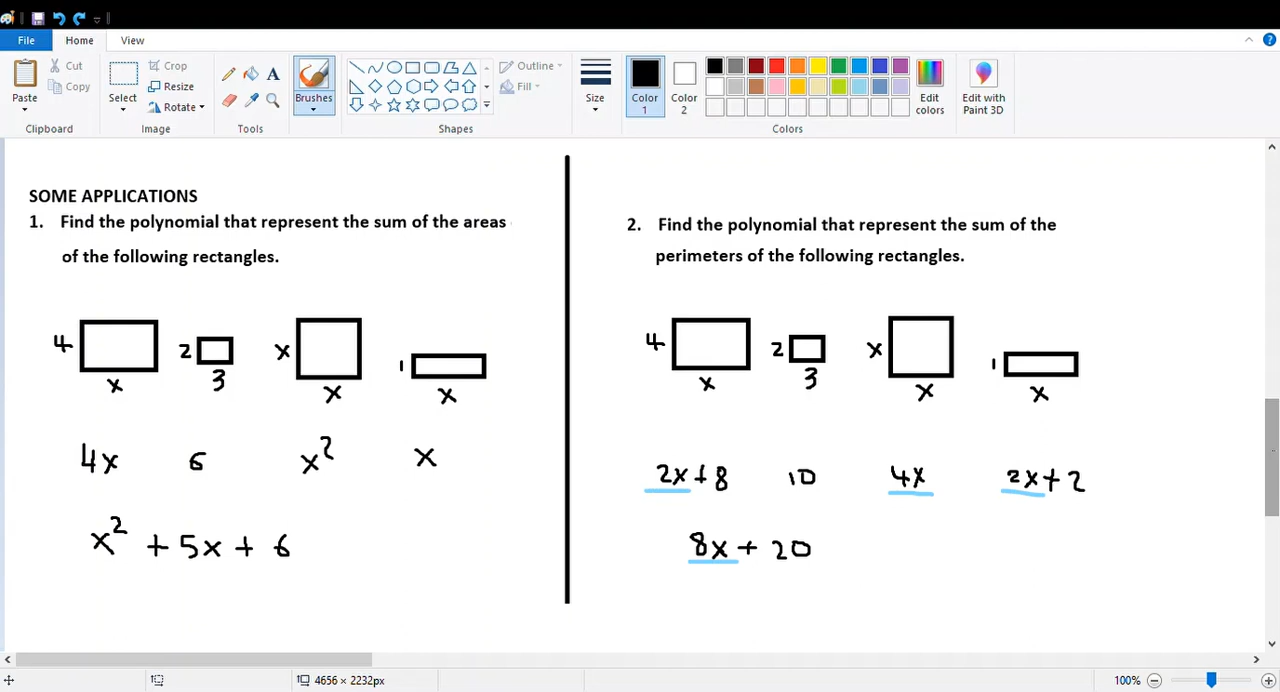 File Home View
Paste Cut Copy
Clipboard
Select Crop Resize Rotate
Image
A
Tools
Brushes
Shapes
Outline Fill
Size
Color 1 Color 2
Edit colors
Colors
Edit with Paint 3D
SOME APPLICATIONS
1. Find the polynomial that represent the sum of the areas
of the following rectangles.
4 x 2 3 x x 1 x
4x 6 x² x
x² + 5x + 6
2. Find the polynomial that represent the sum of the
perimeters of the following rectangles.
4 x 2 3 x x 1 x
2x+8 10 4x 2x+2
8x + 20
4656 × 2232px 100%